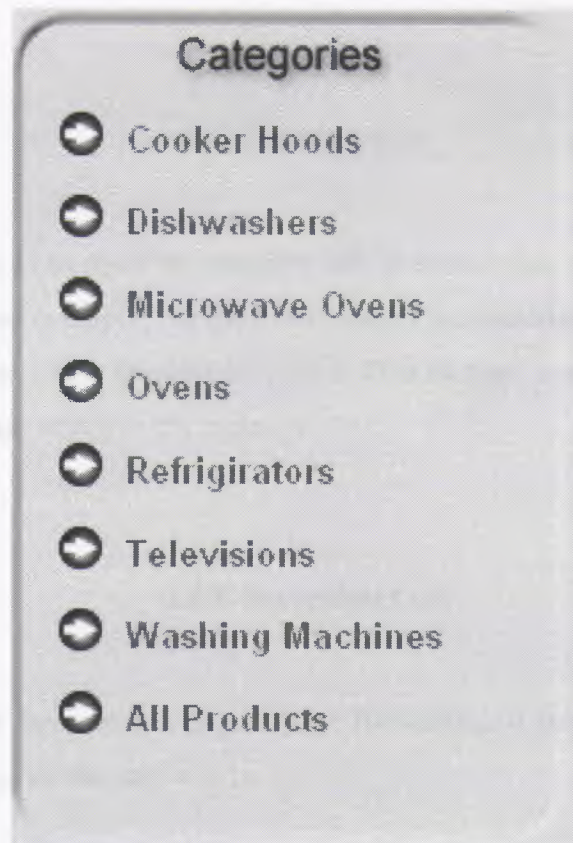 Categories
Cooker Hoods
Dishwashers
Microwave Ovens
Ovens
Refrigirators
Televisions
Washing Machines
All Products